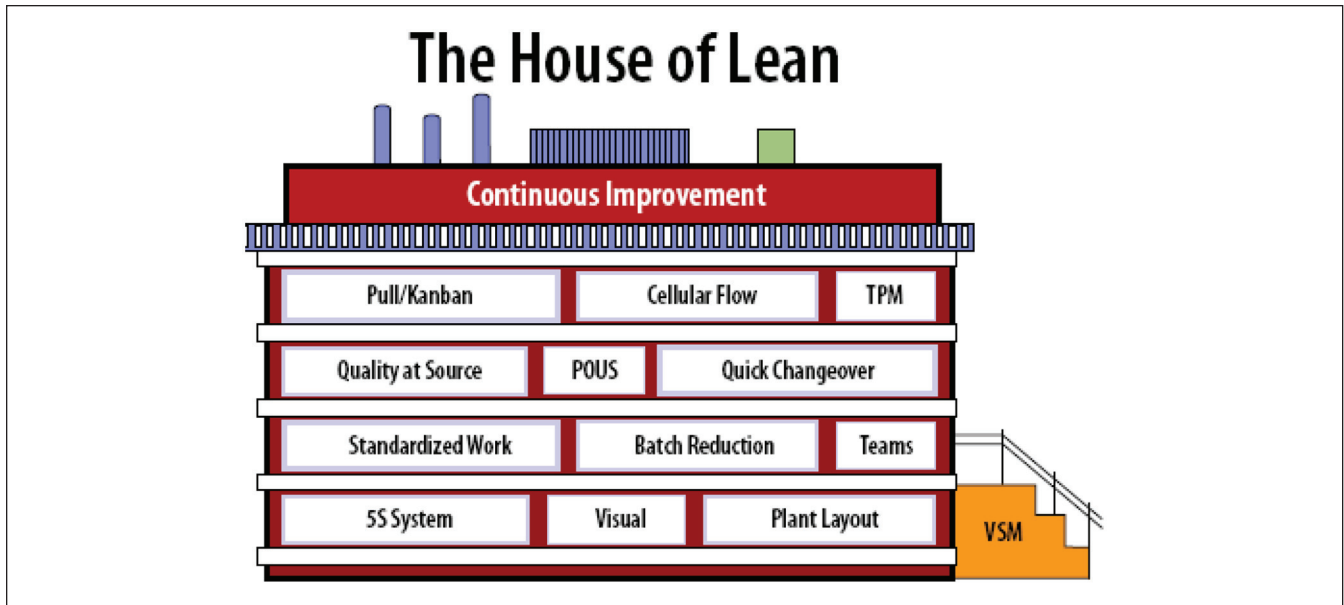 The House of Lean
Continuous Improvement
Pull/Kanban Cellular Flow TPM
Quality at Source POUS Quick Changeover
Standardized Work Batch Reduction Teams
5S System Visual Plant Layout
VSM